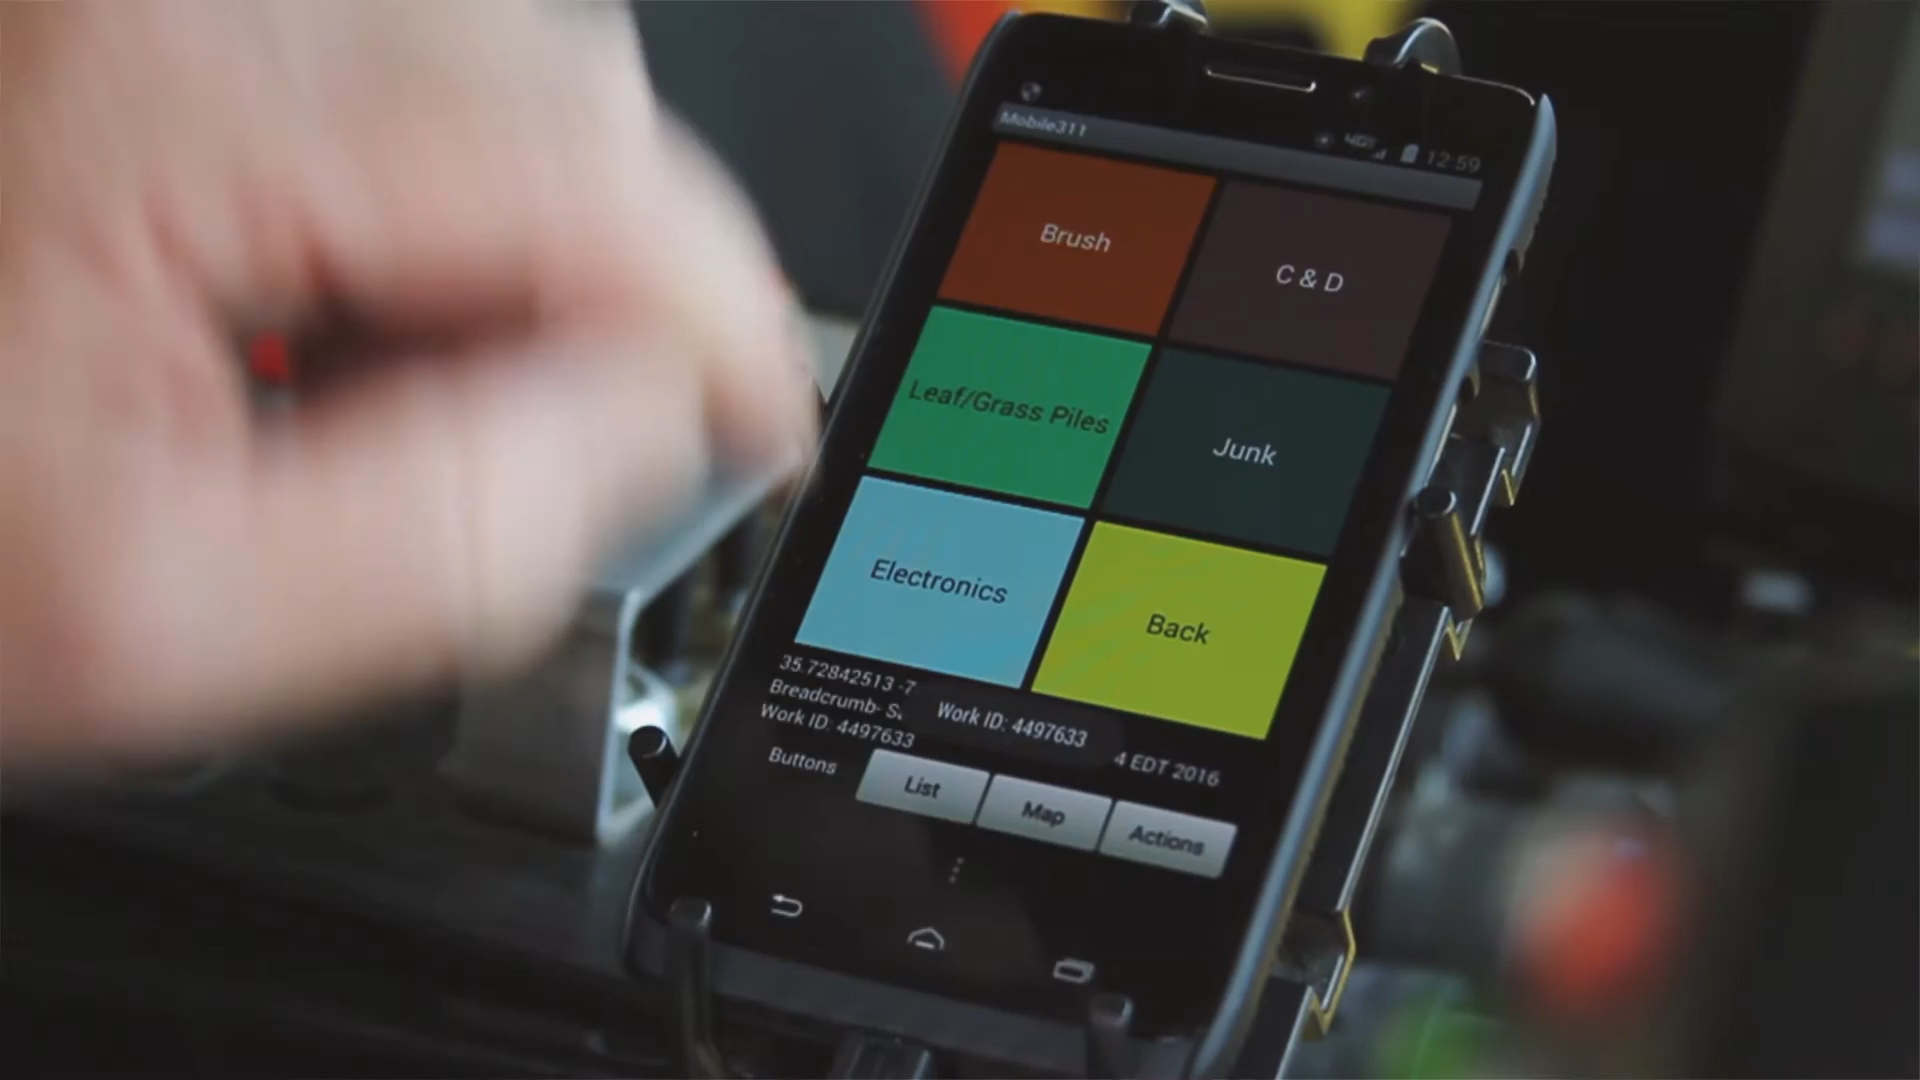 Mobile311
4G
12:59
Brush
C & D
Leaf/Grass Piles
Junk
Electronics
Back
35.72842513 -7
Breadcrumb-
Work ID: 4497633
Work ID: 4497633
4 EDT 2016
Buttons
List
Map
Actions